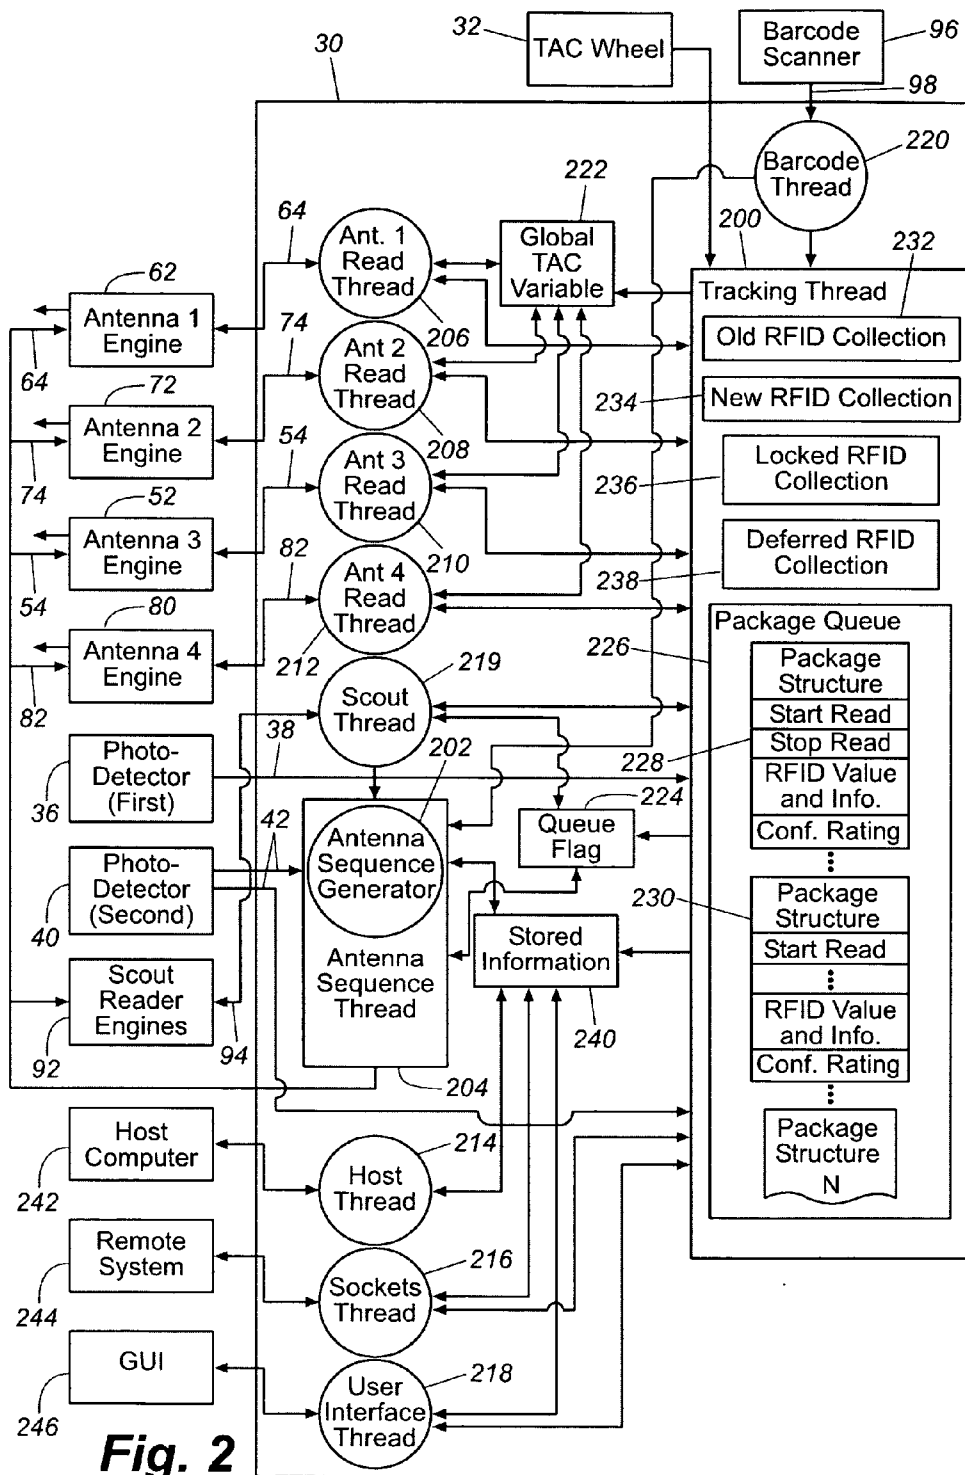 32
TAC Wheel
Barcode
Scanner
96
30
98
Barcode
Thread
220
222
Global
TAC
Variable
200
232
64
Ant. 1
Read
Thread
206
62
Antenna 1
Engine
64
Tracking Thread
Old RFID Collection
74
Ant 2
Read
Thread
208
72
Antenna 2
Engine
74
234
New RFID Collection
54
Ant 3
Read
Thread
210
52
Antenna 3
Engine
54
Locked RFID
Collection
236
82
Ant 4
Read
Thread
212
80
Antenna 4
Engine
82
Deferred RFID
Collection
238
219
Scout
Thread
38
Photo-
Detector
(First)
36
202
Antenna
Sequence
Generator
Antenna
Sequence
Thread
204
42
Photo-
Detector
(Second)
40
224
Queue
Flag
Stored
Information
240
Scout
Reader
Engines
92
94
Package Queue
226
Package
Structure
Start Read
Stop Read
228
RFID Value
and Info.
Conf. Rating
230
Package
Structure
Start Read
RFID Value
and Info.
Conf. Rating
Package
Structure
N
Host
Computer
242
214
Host
Thread
Remote
System
244
216
Sockets
Thread
GUI
246
218
User
Interface
Thread
Fig. 2